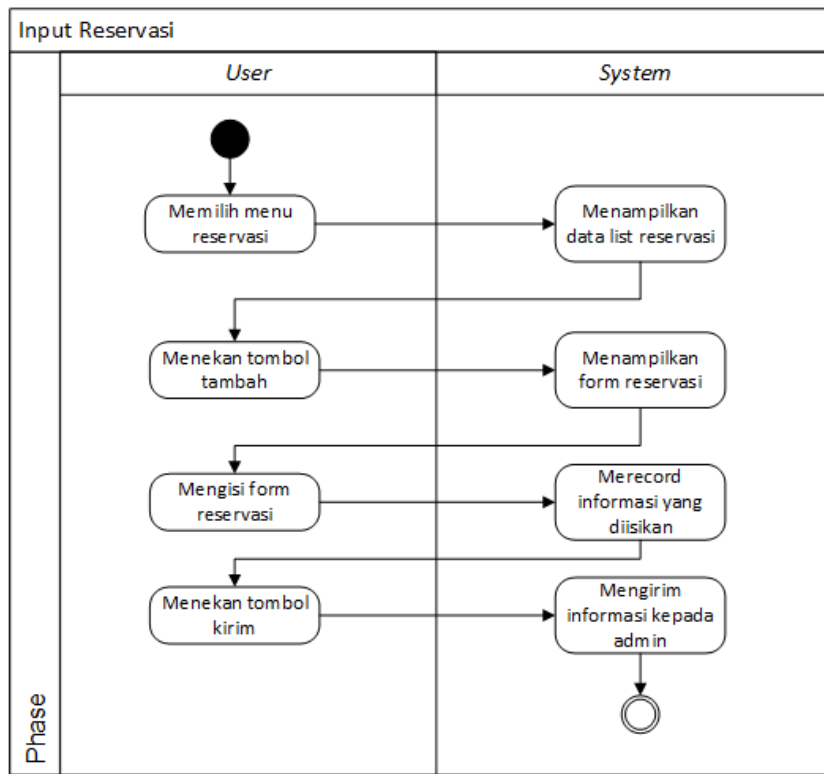 Input Reservasi
User
System
Memilih menu
reservasi
Menampilkan
data list reservasi
Menekan tombol
tambah
Menampilkan
form reservasi
Mengisi form
reservasi
Merecord
informasi yang
diisikan
Menekan tombol
kirim
Mengirim
informasi kepada
admin
Phase